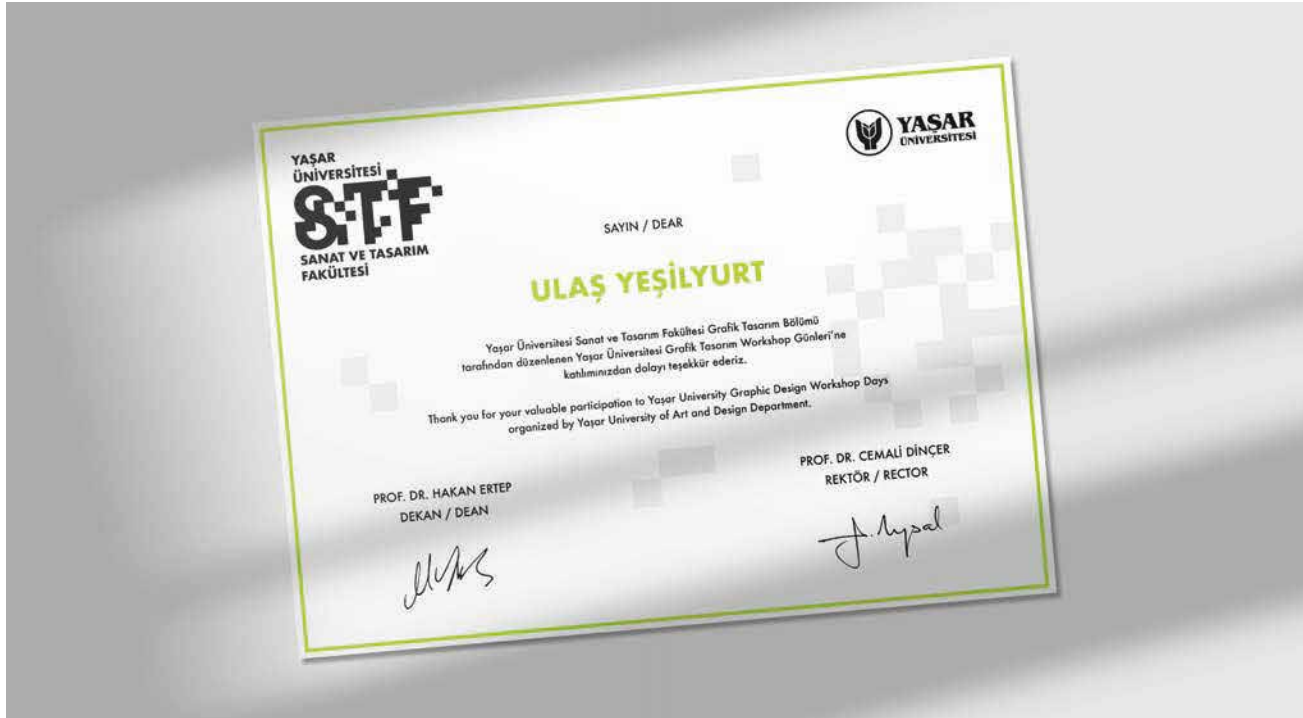 YAŞAR
ÜNİVERSİTESİ
STF
SANAT VE TASARIM
FAKÜLTESİ
YAŞAR
ÜNİVERSİTESİ
SAYIN / DEAR
ULAŞ YEŞİLYURT
Yaşar Üniversitesi Sanat ve Tasarım Fakültesi Grafik Tasarım Bölümü
tarafından düzenlenen Yaşar Üniversitesi Grafik Tasarım Workshop Günleri'ne
katılımınızdan dolayı teşekkür ederiz.
Thank you for your valuable participation to Yaşar University Graphic Design Workshop Days
organized by Yaşar University of Art and Design Department.
PROF. DR. HAKAN ERTEP
DEKAN / DEAN
PROF. DR. CEMALİ DİNÇER
REKTÖR / RECTOR